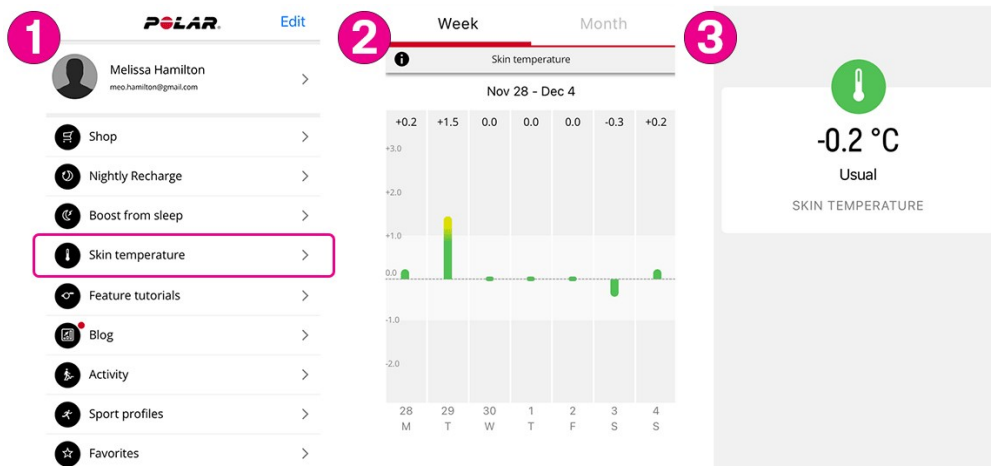 1
POLAR
Edit
Melissa Hamilton
meo.hamilton@gmail.com
Shop
Nightly Recharge
Boost from sleep
Skin temperature
Feature tutorials
Blog
Activity
Sport profiles
Favorites
2
Week Month
Skin temperature
Nov 28 - Dec 4
+0.2 +1.5 0.0 0.0 0.0 -0.3 +0.2
+3.0
+2.0
+1.0
0.0
-1.0
-2.0
28 29 30 1 2 3 4
M T W T F S S
3
-0.2 °C
Usual
SKIN TEMPERATURE